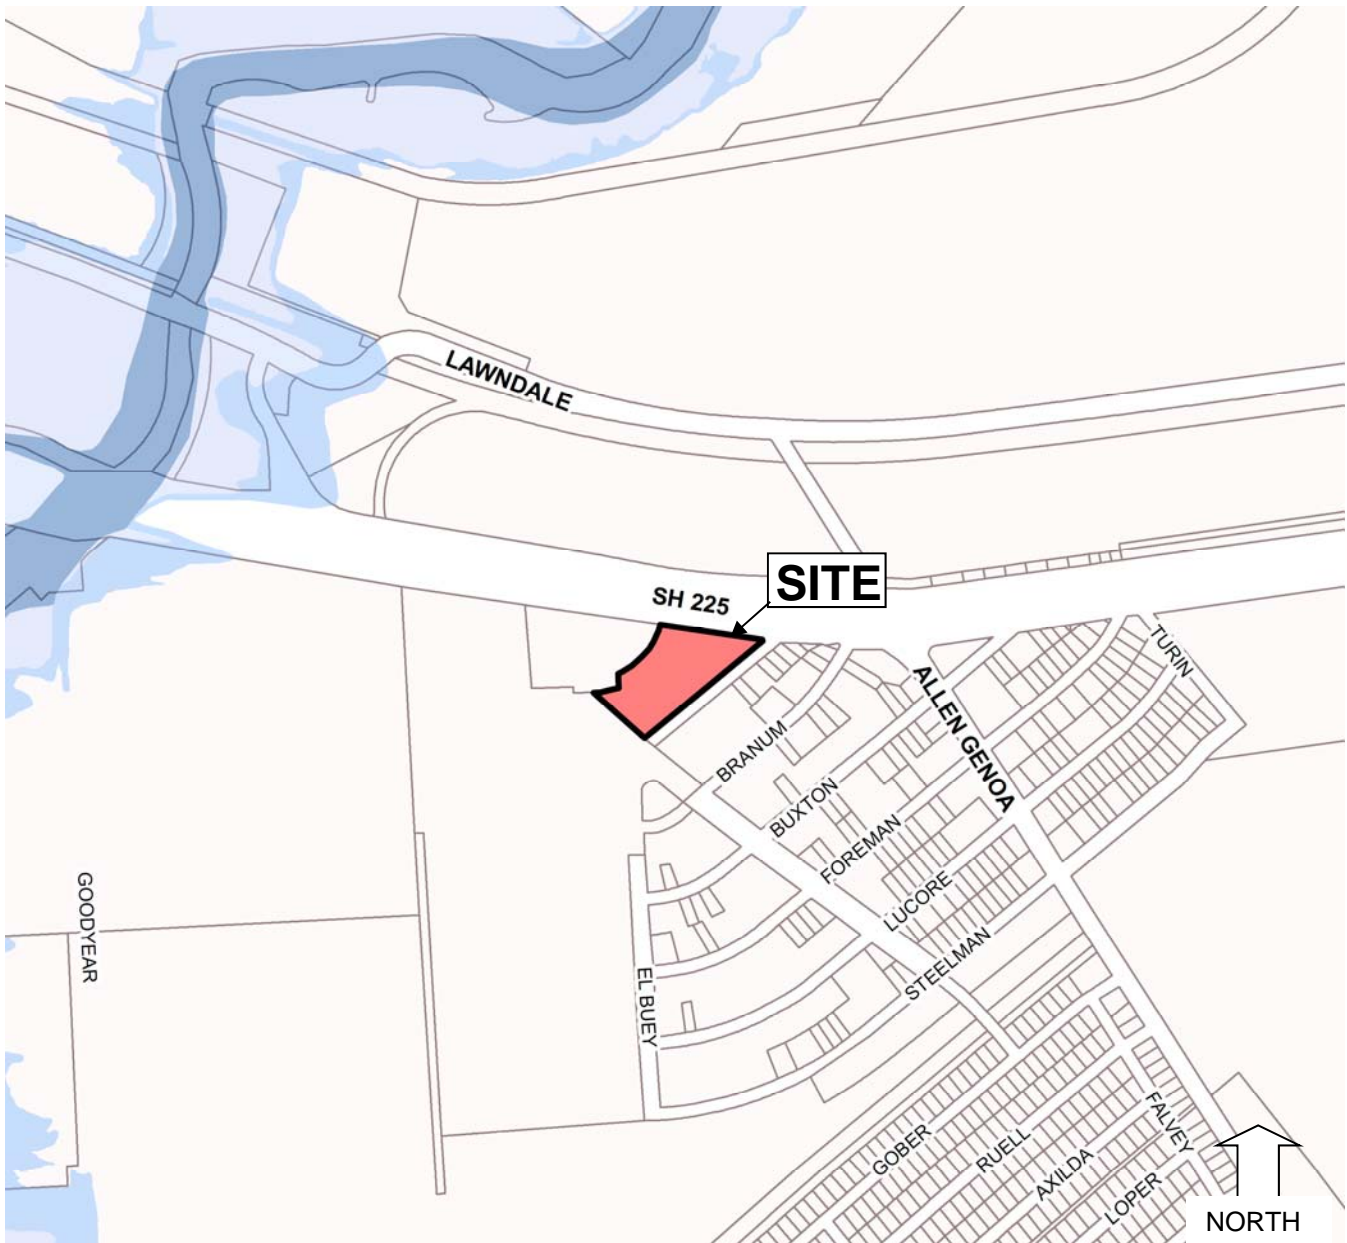 LAWNDALE
SITE
SH 225
TURIN
ALLEN GENOA
BRANUM
BUXTON
FOREMAN
LUCORE
GOODYEAR
STEELMAN
EL BUEY
FALVEY
GOBER
RUELL
AXILDA
LOPER
NORTH